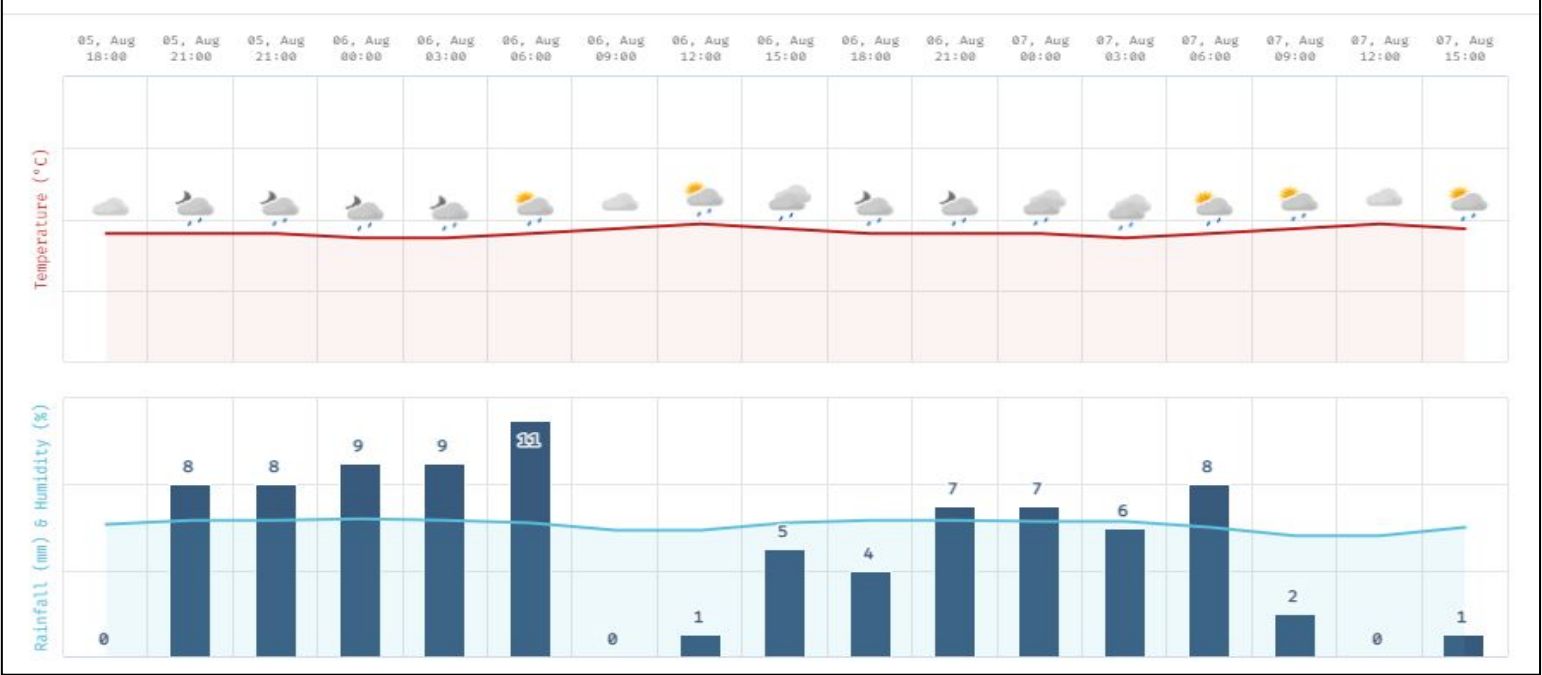 05, Aug 05, Aug 05, Aug 06, Aug 06, Aug 06, Aug 06, Aug 06, Aug 06, Aug 06, Aug 06, Aug 07, Aug 07, Aug 07, Aug 07, Aug 07, Aug 07, Aug
18:00 21:00 21:00 00:00 03:00 06:00 09:00 12:00 15:00 18:00 21:00 00:00 03:00 06:00 09:00 12:00 15:00
Temperature (°C)
Rainfall (mm) & Humidity (%)
0 8 8 9 9 11 0 1 5 4 7 7 6 8 2 0 1